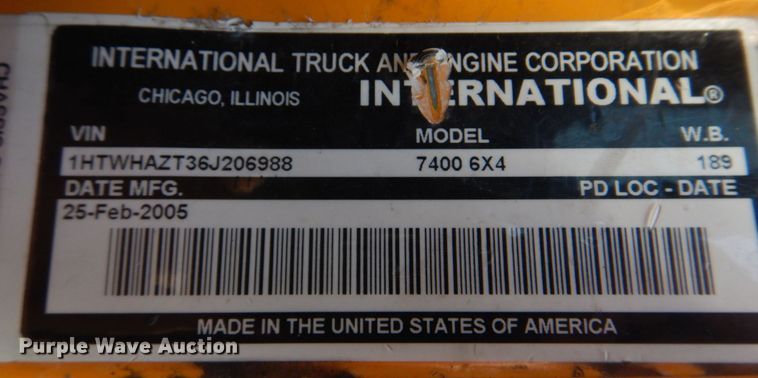 INTERNATIONAL TRUCK AND ENGINE CORPORATION
CHICAGO, ILLINOIS INTERNATIONAL®
VIN MODEL W.B.
1HTWHAZT36J206988 7400 6X4 189
DATE MFG. PD LOC - DATE
25-Feb-2005
MADE IN THE UNITED STATES OF AMERICA
Purple Wave Auction